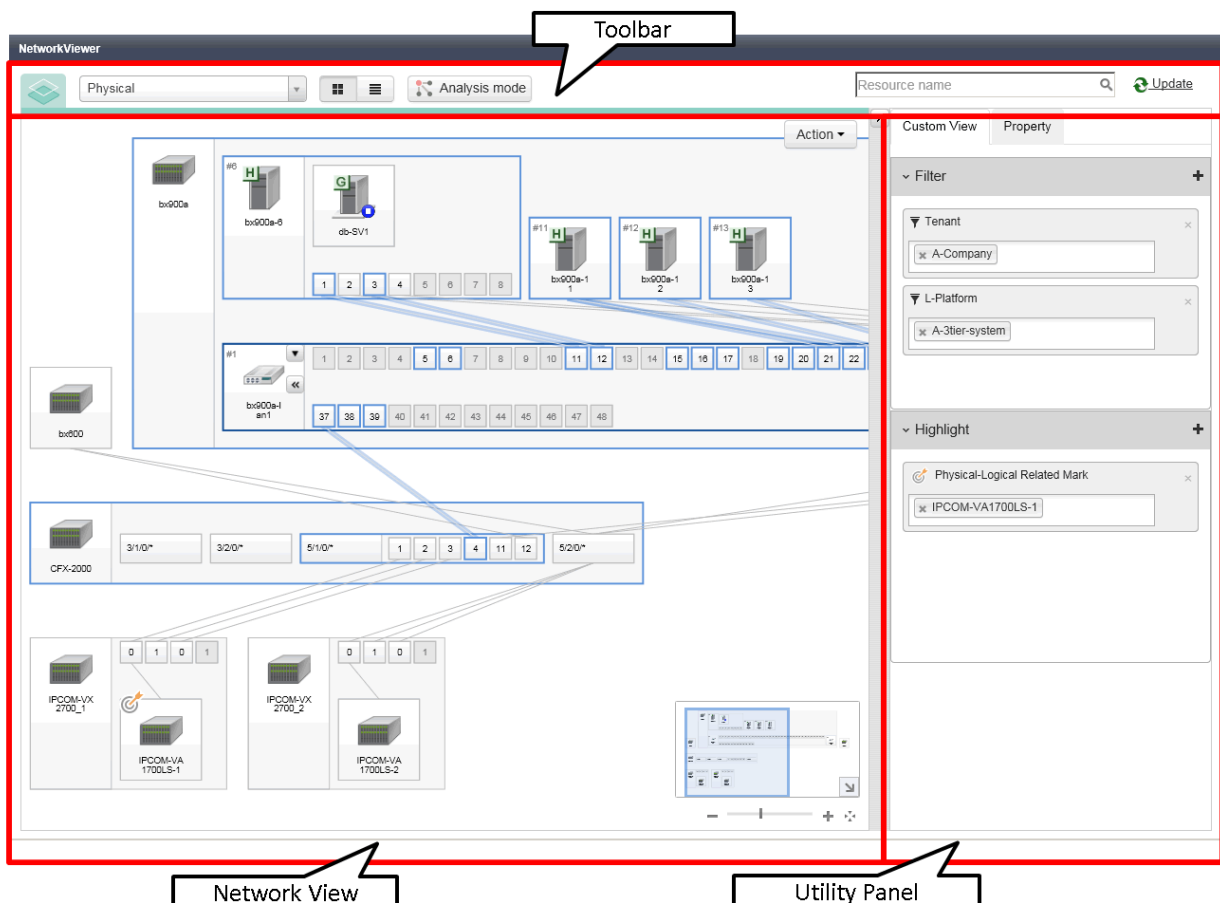 Toolbar
NetworkViewer
Physical
Analysis mode
Resource name
Update
Action
Custom View Property
Filter
Tenant
A-Company
L-Platform
A-3tier-system
Highlight
Physical-Logical Related Mark
IPCOM-VA1700LS-1
bx900a
#6
H
bx900a-6
G
db-SV1
1 2 3 4 5 6 7 8
#11
H
bx900a-1
1
#12
H
bx900a-1
2
#13
H
bx900a-1
3
#1
bx900a-l
an1
1 2 3 4 5 6 7 8 9 10 11 12 13 14 15 16 17 18 19 20 21 22
37 38 39 40 41 42 43 44 45 46 47 48
bx600
CFX-2000
3/1/0/*
3/2/0/*
5/1/0/*
1 2 3 4 11 12
5/2/0/*
IPCOM-VX
2700_1
0 1 0 1
IPCOM-VA
1700LS-1
IPCOM-VX
2700_2
0 1 0 1
IPCOM-VA
1700LS-2
Network View
Utility Panel